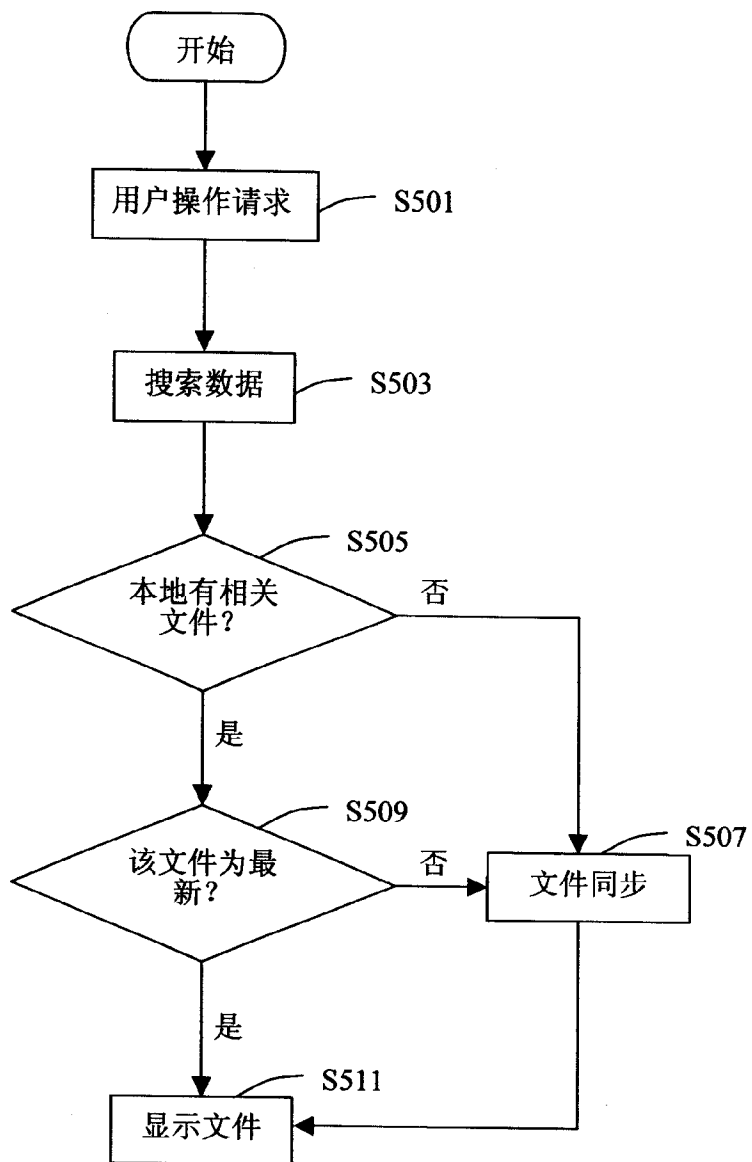 开始
用户操作请求
S501
搜索数据
S503
S505
本地有相关
文件?
否
是
S509
该文件为最
新?
否
S507
文件同步
是
S511
显示文件